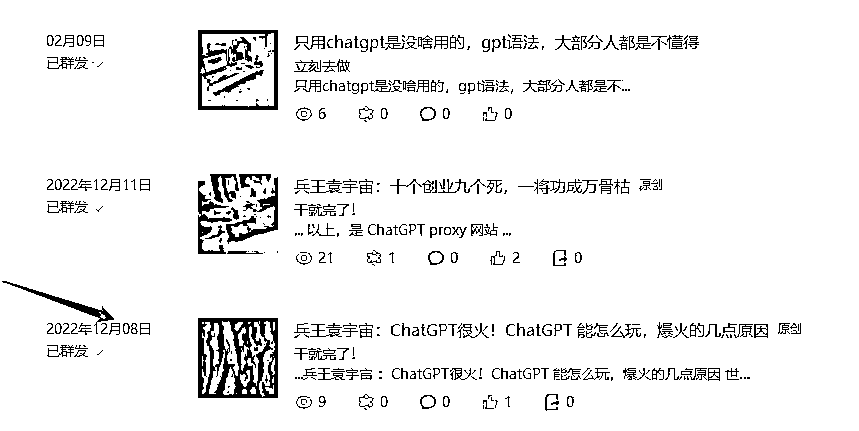 02月09日
已群发
只用chatgpt是没啥用的，gpt语法，大部分人都是不懂得
立刻去做
只用chatgpt是没啥用的，gpt语法，大部分人都是不...
6 0 0 0
2022年12月11日
已群发
兵王袁宇宙：十个创业九个死，一将功成万骨枯 原创
干就完了！
... 以上，是 ChatGPT proxy 网站 ...
21 1 0 2 0
2022年12月08日
已群发
兵王袁宇宙：ChatGPT很火！ChatGPT 能怎么玩，爆火的几点原因 原创
干就完了！
...兵王袁宇宙：ChatGPT很火！ChatGPT 能怎么玩，爆火的几点原因 世...
9 0 0 1 0